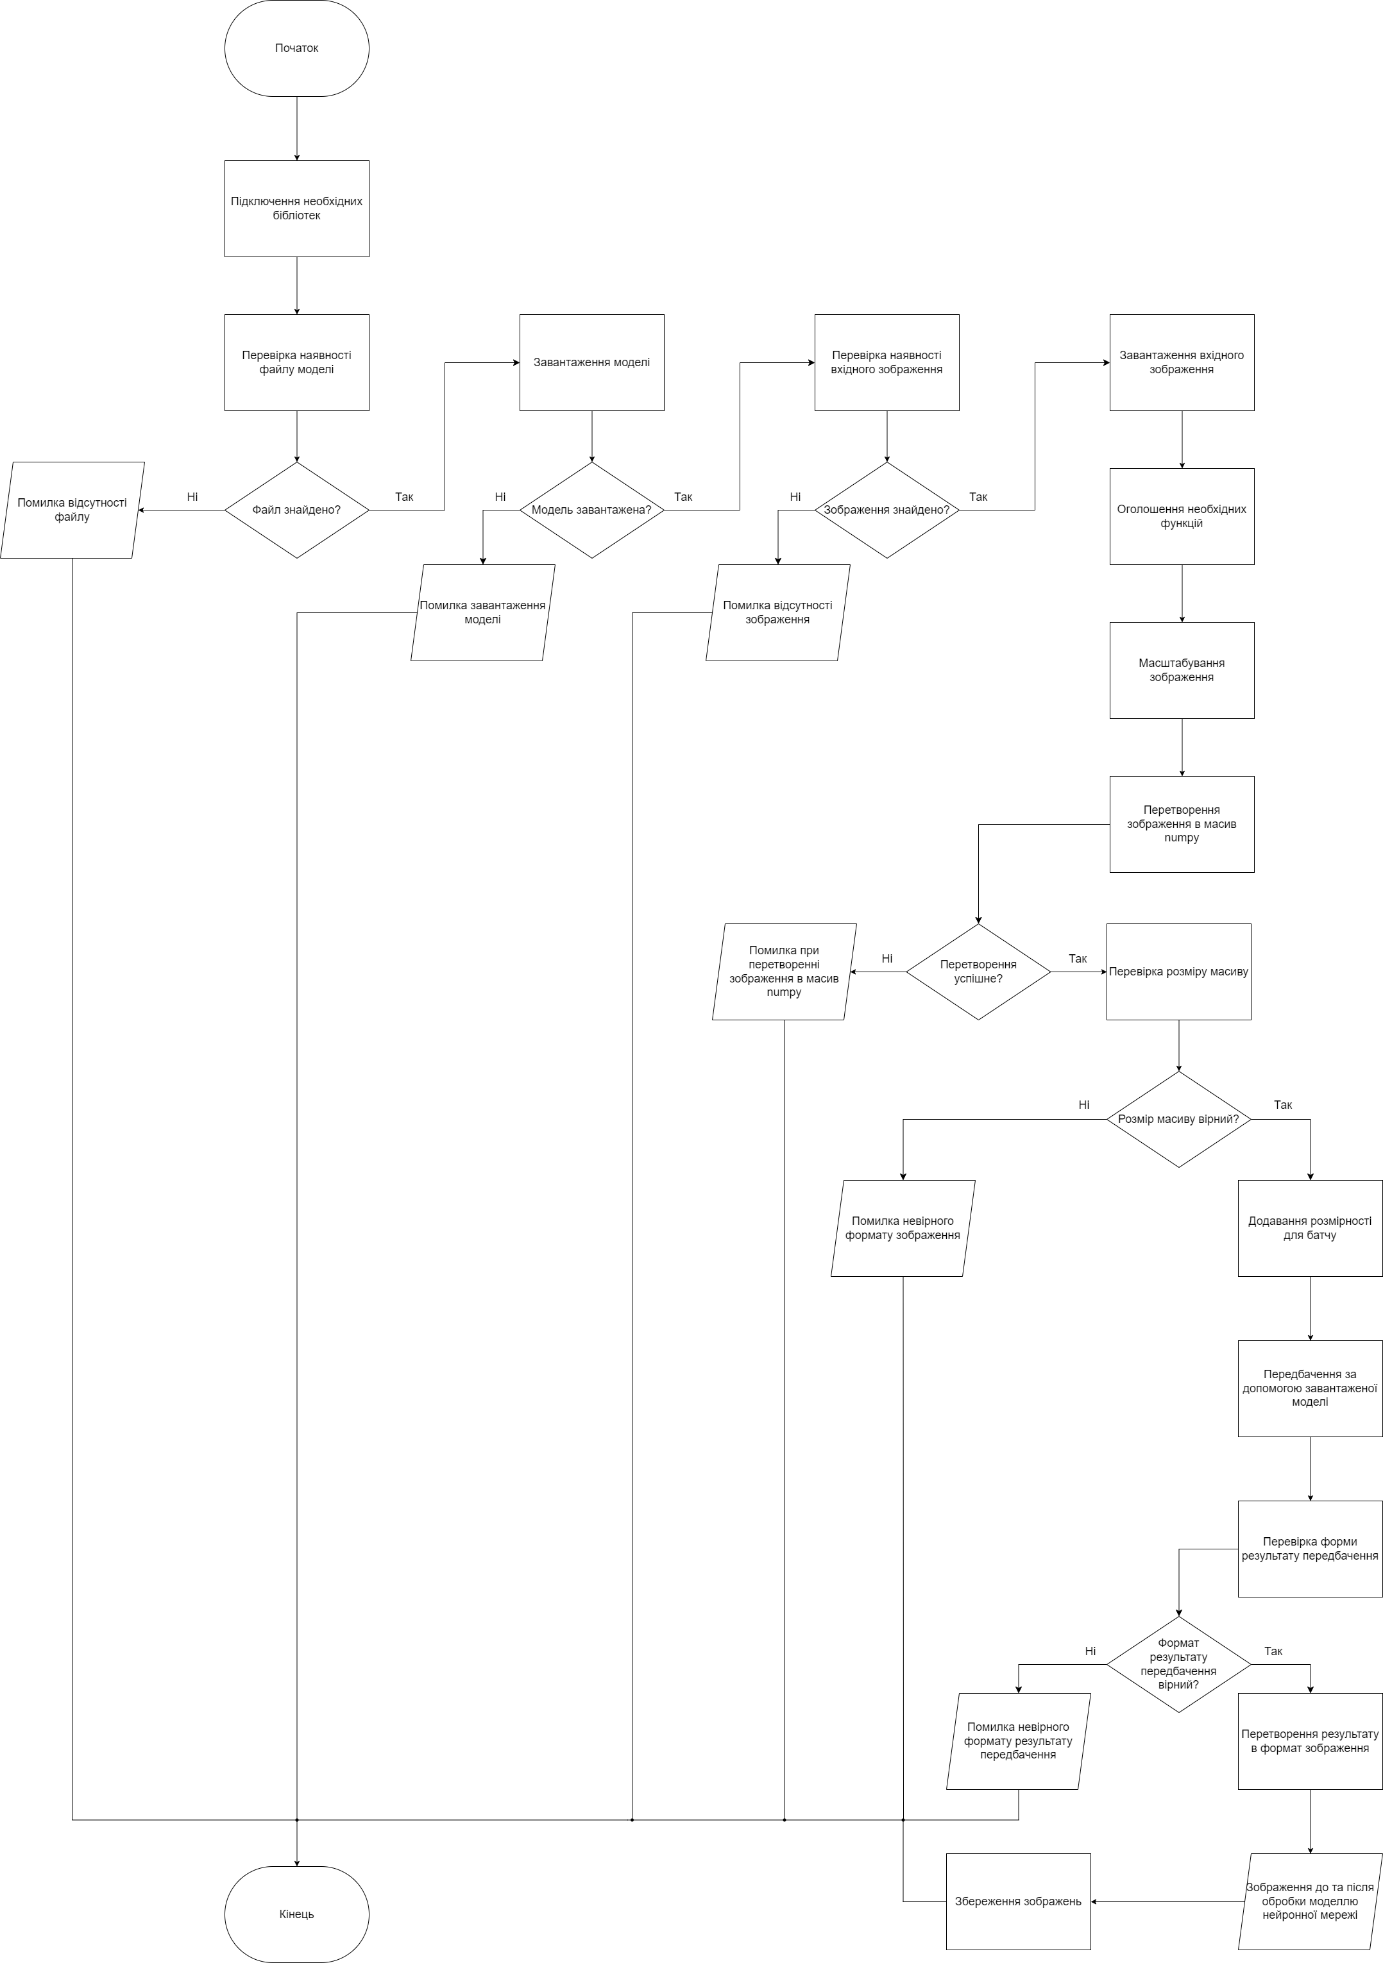 Початок
Підключення необхідних
бібліотек
Перевірка наявності
файлу моделі
Завантаження моделі
Перевірка наявності
вхідного зображення
Завантаження вхідного
зображення
Помилка відсутності
файлу
Ні
Файл знайдено?
Так
Ні
Модель завантажена?
Так
Ні
Зображення знайдено?
Так
Оголошення необхідних
функцій
Помилка завантаження
моделі
Помилка відсутності
зображення
Масштабування
зображення
Перетворення
зображення в масив
numpy
Помилка при
перетворенні
зображення в масив
numpy
Ні
Перетворення
успішне?
Так
Перевірка розміру масиву
Ні
Розмір масиву вірний?
Так
Помилка невірного
формату зображення
Додавання розмірності
для батчу
Передбачення за
допомогою завантаженої
моделі
Перевірка форми
результату передбачення
Ні
Формат
результату
передбачення
вірний?
Так
Помилка невірного
формату результату
передбачення
Перетворення результату
в формат зображення
Кінець
Збереження зображень
Зображення до та після
обробки моделлю
нейронної мережі